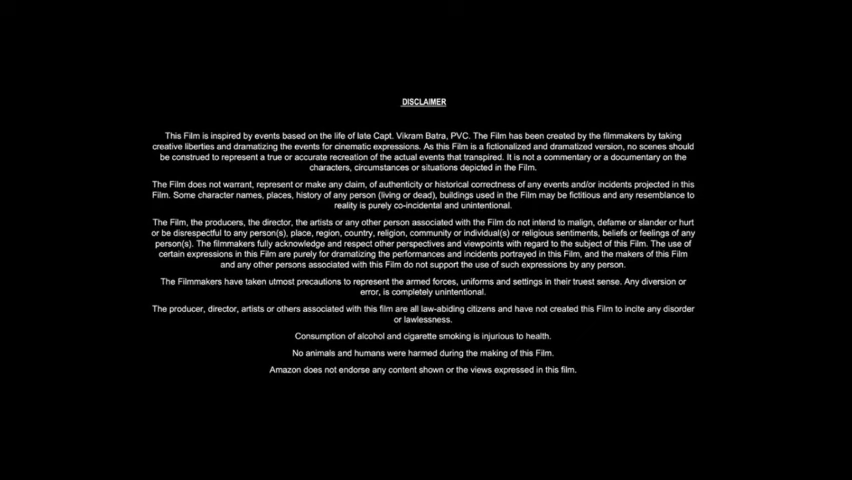 DISCLAIMER
This Film is inspired by events based on the life of late Capt. Vikram Batra, PVC. The Film has been created by the filmmakers by taking
creative liberties and dramatizing the events for cinematic expressions. As this Film is a fictionalized and dramatized version, no scenes should
be construed to represent a true or accurate recreation of the actual events that transpired. It is not a commentary or a documentary on the
characters, circumstances or situations depicted in the Film.
The Film does not warrant, represent or make any claim, of authenticity or historical correctness of any events and/or incidents projected in this
Film. Some character names, places, history of any person (living or dead), buildings used in the Film may be fictitious and any resemblance to
reality is purely co-incidental and unintentional.
The Film, the producers, the director, the artists or any other person associated with the Film do not intend to malign, defame or slander or hurt
or be disrespectful to any person(s), place, region, country, religion, community or individual(s) or religious sentiments, beliefs or feelings of any
person(s). The filmmakers fully acknowledge and respect other perspectives and viewpoints with regard to the subject of this Film. The use of
certain expressions in this Film are purely for dramatizing the performances and incidents portrayed in this Film, and the makers of this Film
and any other persons associated with this Film do not support the use of such expressions by any person.
The Filmmakers have taken utmost precautions to represent the armed forces, uniforms and settings in their truest sense. Any diversion or
error, is completely unintentional.
The producer, director, artists or others associated with this film are all law-abiding citizens and have not created this Film to incite any disorder
or lawlessness.
Consumption of alcohol and cigarette smoking is injurious to health.
No animals and humans were harmed during the making of this Film.
Amazon does not endorse any content shown or the views expressed in this film.